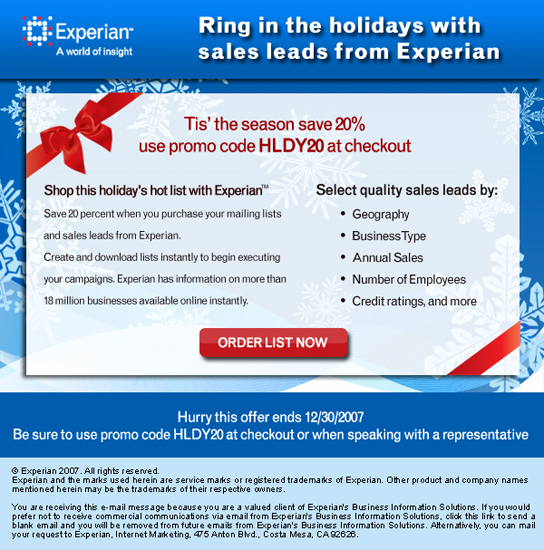 Experian™
A world of insight
Ring in the holidays with
sales leads from Experian
Tis' the season save 20%
use promo code HLDY20 at checkout
Shop this holiday's hot list with Experian™
Save 20 percent when you purchase your mailing lists
and sales leads from Experian.
Create and download lists instantly to begin executing
your campaigns. Experian has information on more than
18 million businesses available online instantly.
Select quality sales leads by:
• Geography
• Business Type
• Annual Sales
• Number of Employees
• Credit ratings, and more
ORDER LIST NOW
Hurry this offer ends 12/30/2007
Be sure to use promo code HLDY20 at checkout or when speaking with a representative
© Experian 2007. All rights reserved.
Experian and the marks used herein are service marks or registered trademarks of Experian. Other product and company names
mentioned herein may be the trademarks of their respective owners.
You are receiving this e-mail message because you are a valued client of Experian's Business Information Solutions. If you would
prefer not to receive commercial communications via email from Experian's Business Information Solutions, click this link to send a
blank email and you will be removed from future emails from Experian's Business Information Solutions. Alternatively, you can mail
your request to Experian, Internet Marketing, 475 Anton Blvd., Costa Mesa, CA 92626.